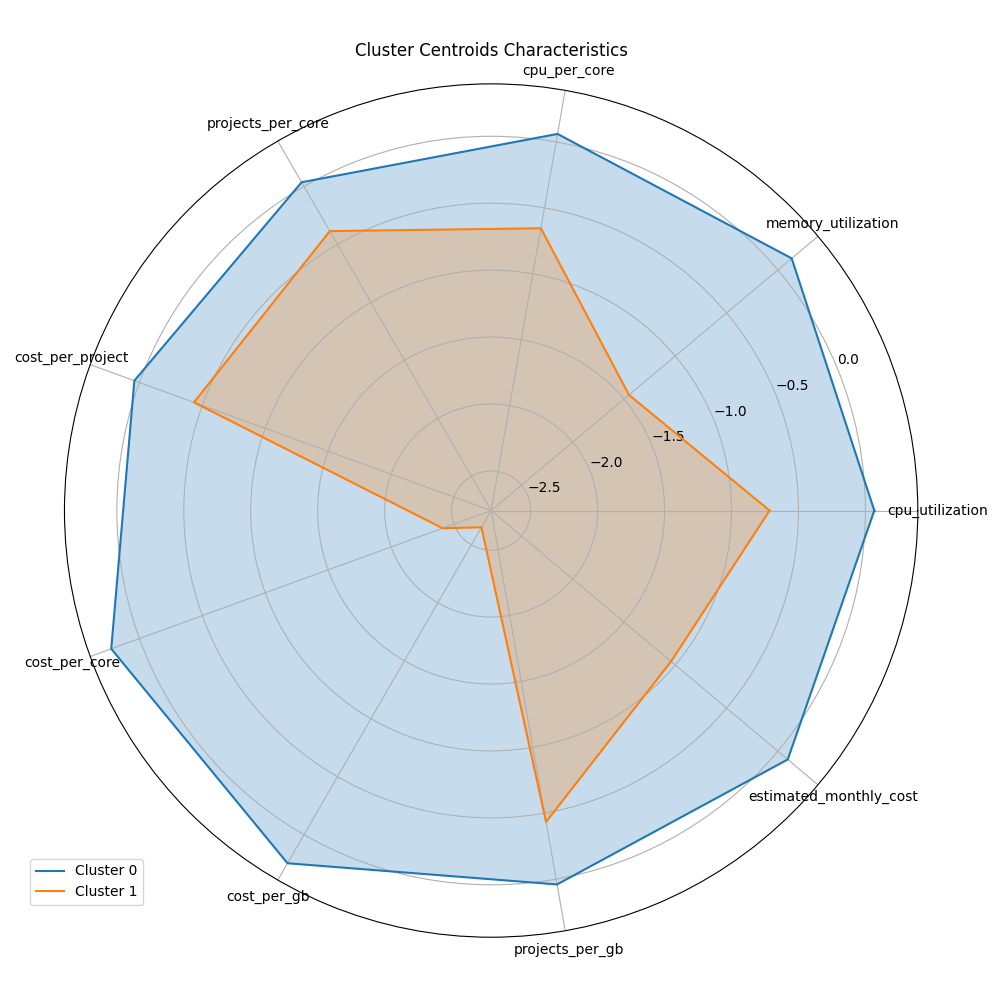 Cluster Centroids Characteristics
cpu_per_core
projects_per_core
memory_utilization
cost_per_project
0.0
−0.5
−1.0
−1.5
−2.0
−2.5
cpu_utilization
cost_per_core
estimated_monthly_cost
cost_per_gb
projects_per_gb
Cluster 0
Cluster 1